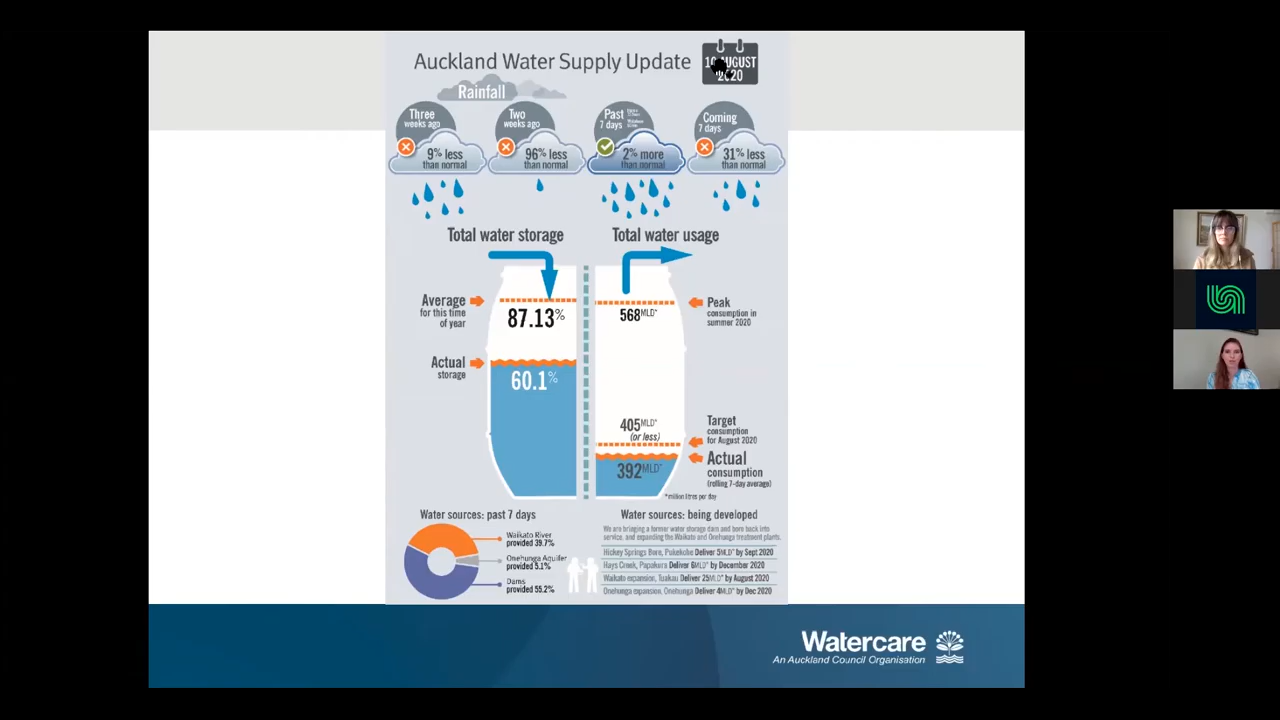 Auckland Water Supply Update
AUGUST
2020
Rainfall
Three
weeks ago
9% less
than normal
Two
weeks ago
96% less
than normal
Past
7 days
2% more
than normal
Coming
7 days
31% less
than normal
Total water storage
Total water usage
Average
for this time
of year
87.13%
Actual
storage
60.1%
568MLD*
Peak
consumption in
summer 2020
405MLD*
(or less)
Target
consumption
for August 2020
392MLD*
Actual
consumption
(rolling 7-day average)
*million litres per day
Water sources: past 7 days
Waikato River
provided 39.7%
Onehunga Aquifer
provided 5.1%
Dams
provided 55.2%
Water sources: being developed
We are bringing a former water storage dam and bore back into
service, and expanding the Waikato and Onehunga treatment plants.
Hickey Springs Bore, Pukekohe Deliver 5MLD* by Sept 2020
Hays Creek, Papakura Deliver 6MLD* by December 2020
Waikato expansion, Tuakau Deliver 25MLD* by August 2020
Onehunga expansion, Onehunga Deliver 4MLD* by Dec 2020
Watercare
An Auckland Council Organisation